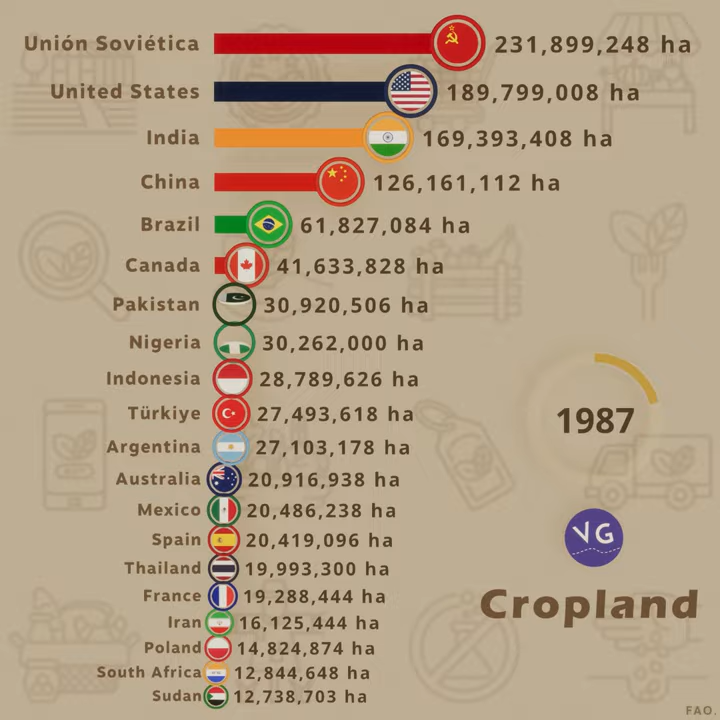 Unión Soviética 231,899,248 ha
United States 189,799,008 ha
India 169,393,408 ha
China 126,161,112 ha
Brazil 61,827,084 ha
Canada 41,633,828 ha
Pakistan 30,920,506 ha
Nigeria 30,262,000 ha
Indonesia 28,789,626 ha
Türkiye 27,493,618 ha
Argentina 27,103,178 ha
Australia 20,916,938 ha
Mexico 20,486,238 ha
Spain 20,419,096 ha
Thailand 19,993,300 ha
France 19,288,444 ha
Iran 16,125,444 ha
Poland 14,824,874 ha
South Africa 12,844,648 ha
Sudan 12,738,703 ha
1987
VG
Cropland
FAO.